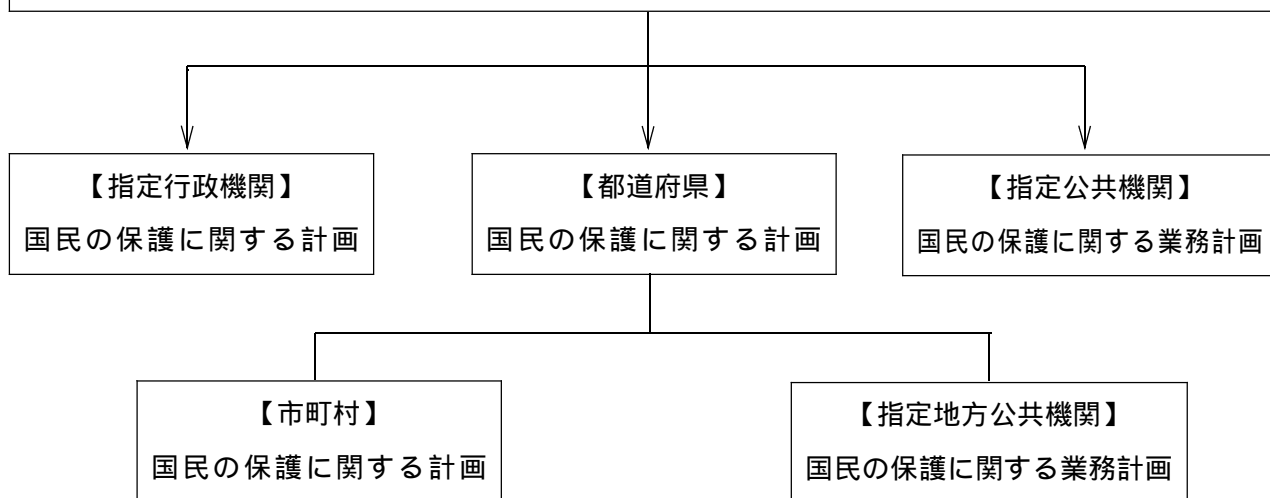 【指定行政機関】
国民の保護に関する計画
【都道府県】
国民の保護に関する計画
【指定公共機関】
国民の保護に関する業務計画
【市町村】
国民の保護に関する計画
【指定地方公共機関】
国民の保護に関する業務計画